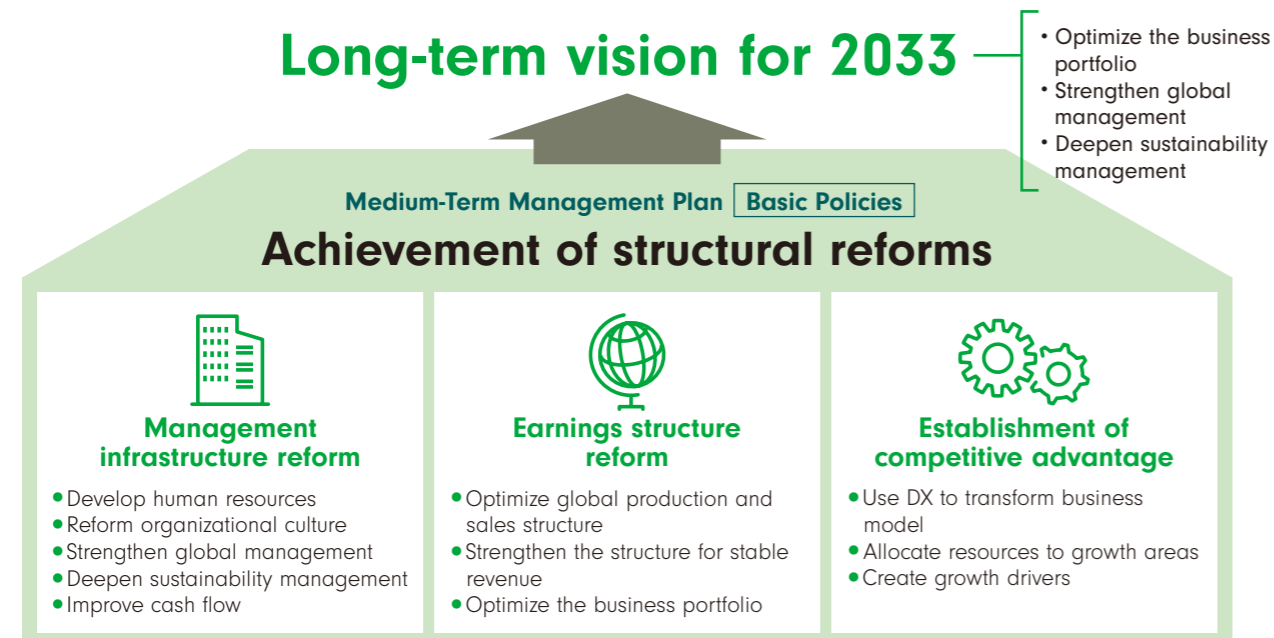 Long-term vision for 2033
• Optimize the business
portfolio
• Strengthen global
management
• Deepen sustainability
management
Medium-Term Management Plan Basic Policies
Achievement of structural reforms
Management
infrastructure reform
● Develop human resources
● Reform organizational culture
● Strengthen global management
● Deepen sustainability management
● Improve cash flow
Earnings structure
reform
● Optimize global production and
sales structure
● Strengthen the structure for stable
revenue
● Optimize the business portfolio
Establishment of
competitive advantage
● Use DX to transform business
model
● Allocate resources to growth areas
● Create growth drivers